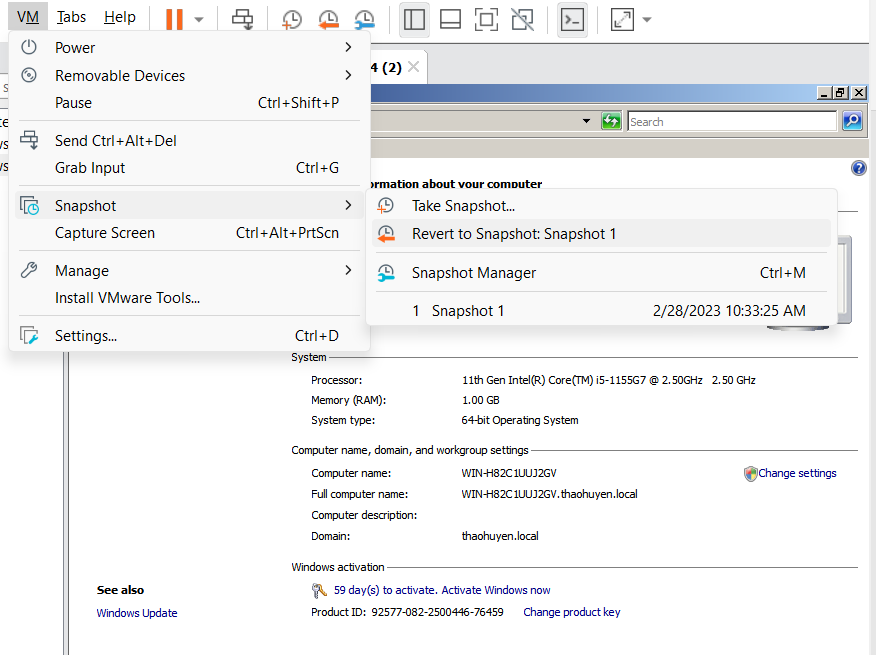 VM Tabs Help
Power
4 (2)
Removable Devices
Pause Ctrl+Shift+P
Send Ctrl+Alt+Del
Search
Grab Input Ctrl+G
ormation about your computer
Snapshot
Take Snapshot...
Capture Screen Ctrl+Alt+PrtScn
Revert to Snapshot: Snapshot 1
Manage
Snapshot Manager Ctrl+M
Install VMware Tools...
1 Snapshot 1 2/28/2023 10:33:25 AM
Settings... Ctrl+D
System
Processor: 11th Gen Intel(R) Core(TM) i5-1155G7 @ 2.50GHz 2.50 GHz
Memory (RAM): 1.00 GB
System type: 64-bit Operating System
Computer name, domain, and workgroup settings
Computer name: WIN-H82C1UUJ2GV Change settings
Full computer name: WIN-H82C1UUJ2GV.thaohuyen.local
Computer description:
Domain: thaohuyen.local
Windows activation
See also
59 day(s) to activate. Activate Windows now
Windows Update
Product ID: 92577-082-2500446-76459 Change product key